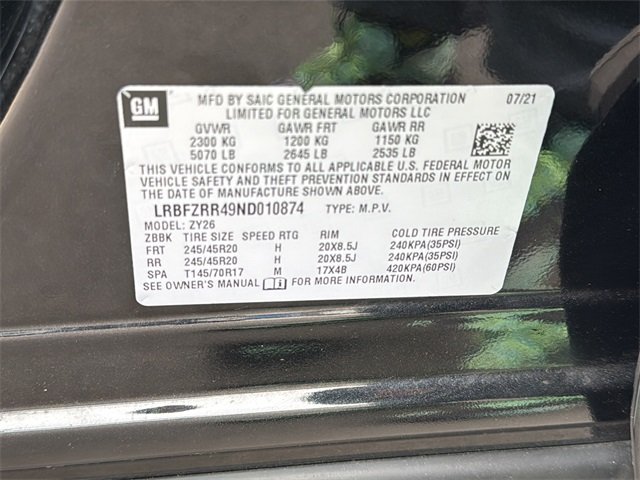 GM
MFD BY SAIC GENERAL MOTORS CORPORATION 07/21
LIMITED FOR GENERAL MOTORS LLC
GVWR GAWR FRT GAWR RR
2300 KG 1200 KG 1150 KG
5070 LB 2645 LB 2535 LB
THIS VEHICLE CONFORMS TO ALL APPLICABLE U.S. FEDERAL MOTOR
VEHICLE SAFETY AND THEFT PREVENTION STANDARDS IN EFFECT ON
THE DATE OF MANUFACTURE SHOWN ABOVE.
LRBFZRR49ND010874 TYPE: M.P.V.
MODEL: ZY26
ZBBK TIRE SIZE SPEED RTG RIM COLD TIRE PRESSURE
FRT 245/45R20 H 20X8.5J 240KPA(35PSI)
RR 245/45R20 H 20X8.5J 240KPA(35PSI)
SPA T145/70R17 M 17X4B 420KPA(60PSI)
SEE OWNER'S MANUAL FOR MORE INFORMATION.